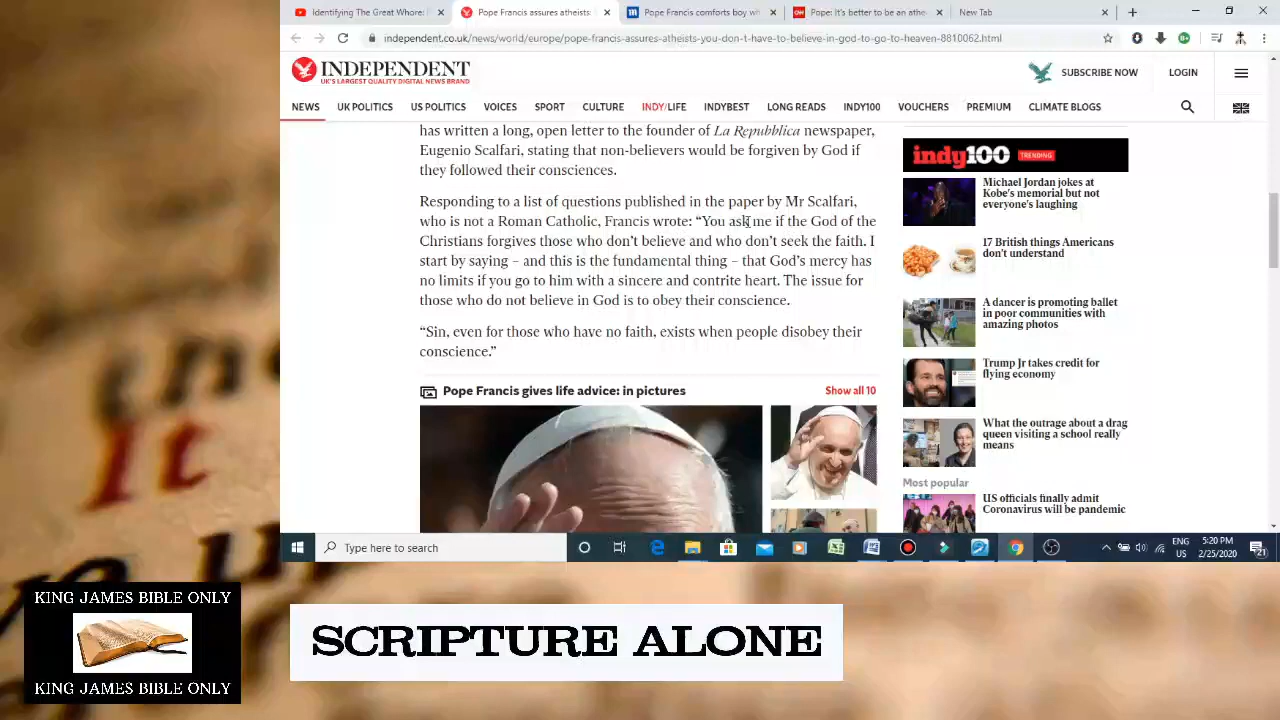 Identifying The Great Whore:
Pope Francis assures atheists
Pope Francis comforts boy wh
Pope: It's better to be an athe
New Tab
independent.co.uk/news/world/europe/pope-francis-assures-atheists-you-don-t-have-to-believe-in-god-to-go-to-heaven-8810062.html
INDEPENDENT
UK'S LARGEST QUALITY DIGITAL NEWS BRAND
SUBSCRIBE NOW
LOGIN
NEWS UK POLITICS US POLITICS VOICES SPORT CULTURE INDY/LIFE INDYBEST LONG READS INDY100 VOUCHERS PREMIUM CLIMATE BLOGS
has written a long, open letter to the founder of La Repubblica newspaper,
Eugenio Scalfari, stating that non-believers would be forgiven by God if
they followed their consciences.
Responding to a list of questions published in the paper by Mr Scalfari,
who is not a Roman Catholic, Francis wrote: “You ask me if the God of the
Christians forgives those who don’t believe and who don’t seek the faith. I
start by saying – and this is the fundamental thing – that God’s mercy has
no limits if you go to him with a sincere and contrite heart. The issue for
those who do not believe in God is to obey their conscience.
“Sin, even for those who have no faith, exists when people disobey their
conscience.”
Pope Francis gives life advice: in pictures
Show all 10
indy100 TRENDING
Michael Jordan jokes at
Kobe's memorial but not
everyone's laughing
17 British things Americans
don't understand
A dancer is promoting ballet
in poor communities with
amazing photos
Trump Jr takes credit for
flying economy
What the outrage about a drag
queen visiting a school really
means
Most popular
US officials finally admit
Coronavirus will be pandemic
Type here to search
ENG
US
5:20 PM
2/25/2020
21
It
KING JAMES BIBLE ONLY
KING JAMES BIBLE ONLY
SCRIPTURE ALONE